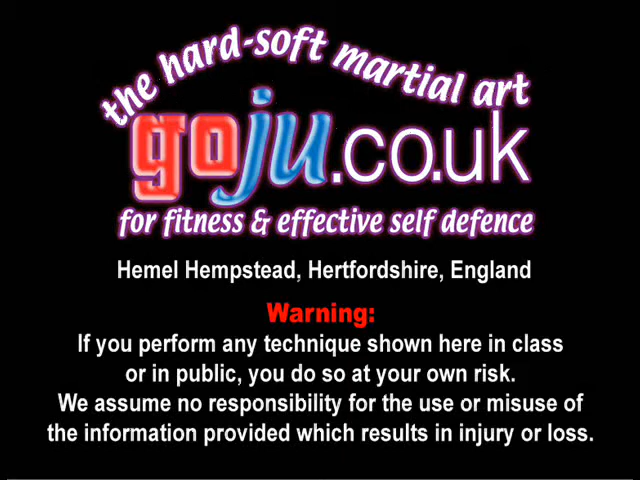 the hard-soft martial art
goju.co.uk
for fitness & effective self defence
Hemel Hempstead, Hertfordshire, England
Warning:
If you perform any technique shown here in class
or in public, you do so at your own risk.
We assume no responsibility for the use or misuse of
the information provided which results in injury or loss.